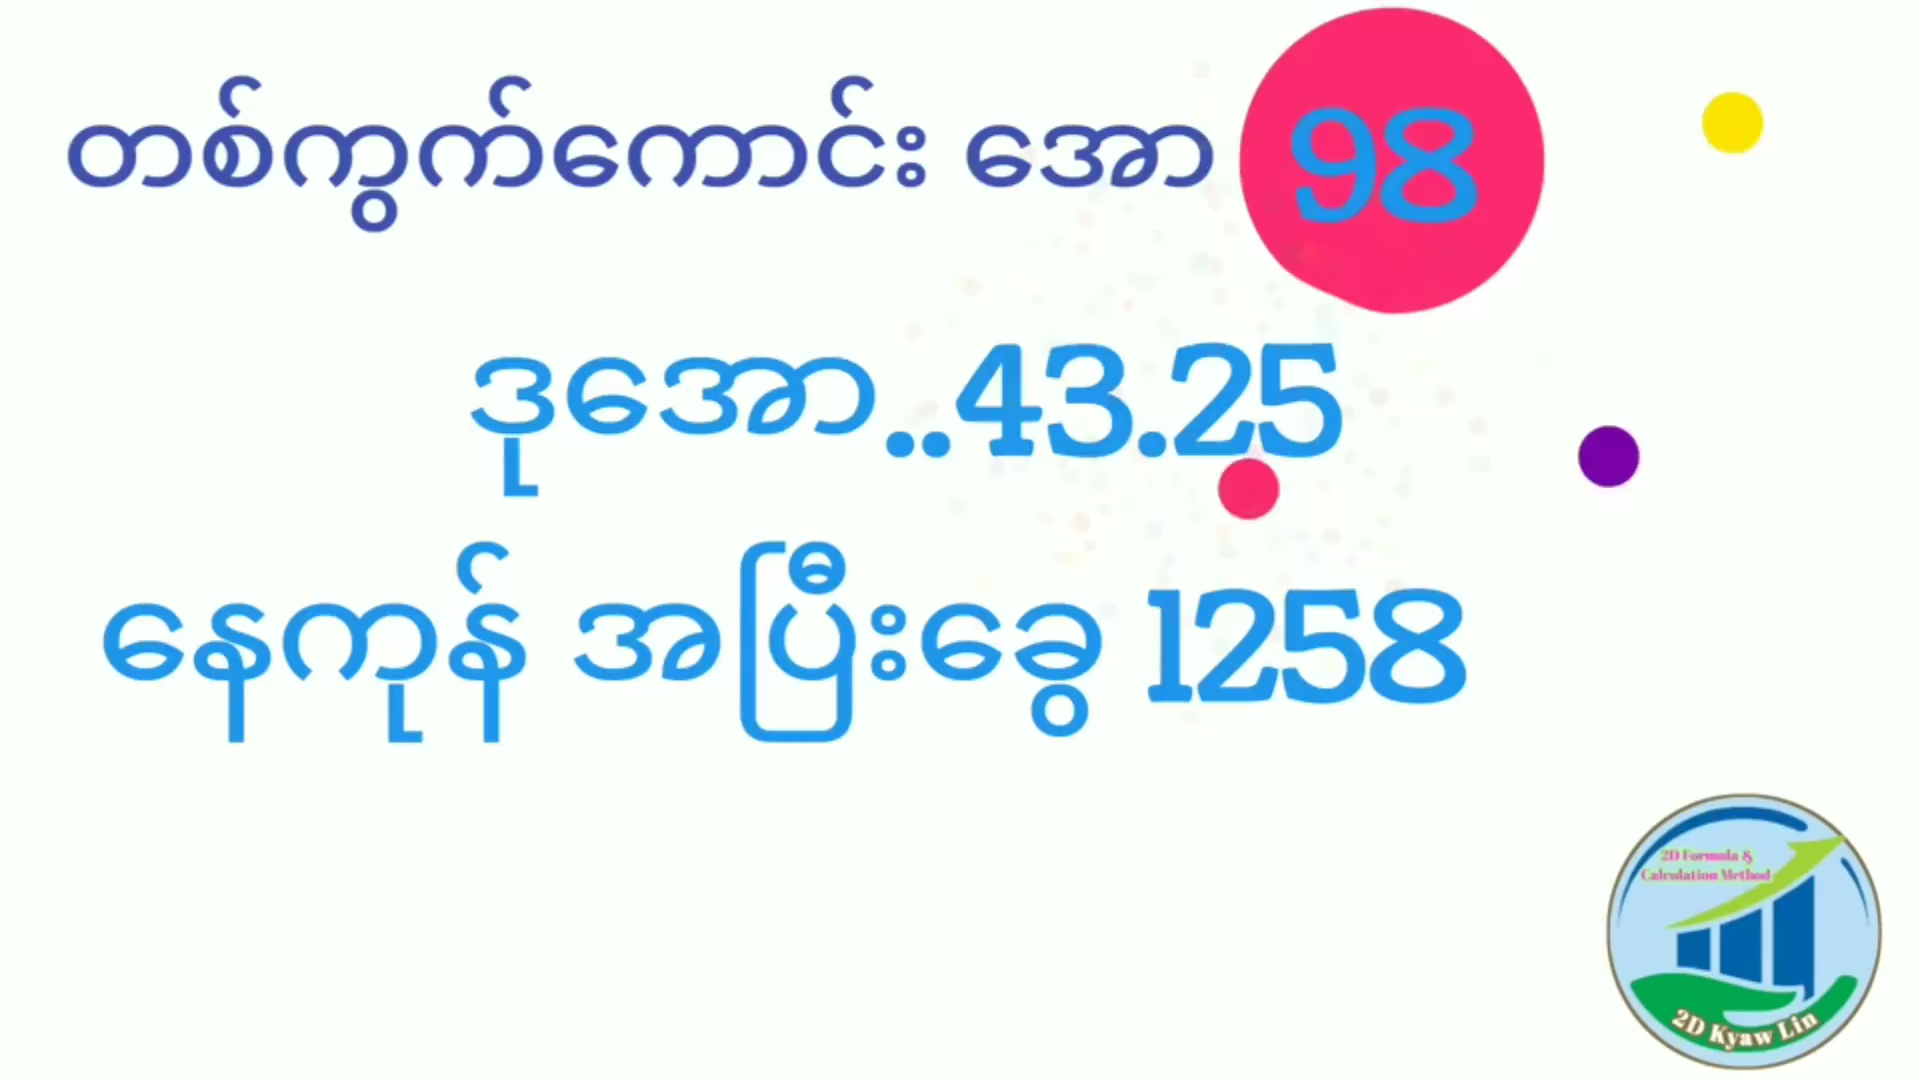 တစ်ကွက်ကောင်း အော 98
ဒုအော..43.25
နေကုန် အပြီးခွေ 1258
2D Formula &
Calculation Method
2D Kyaw Lin